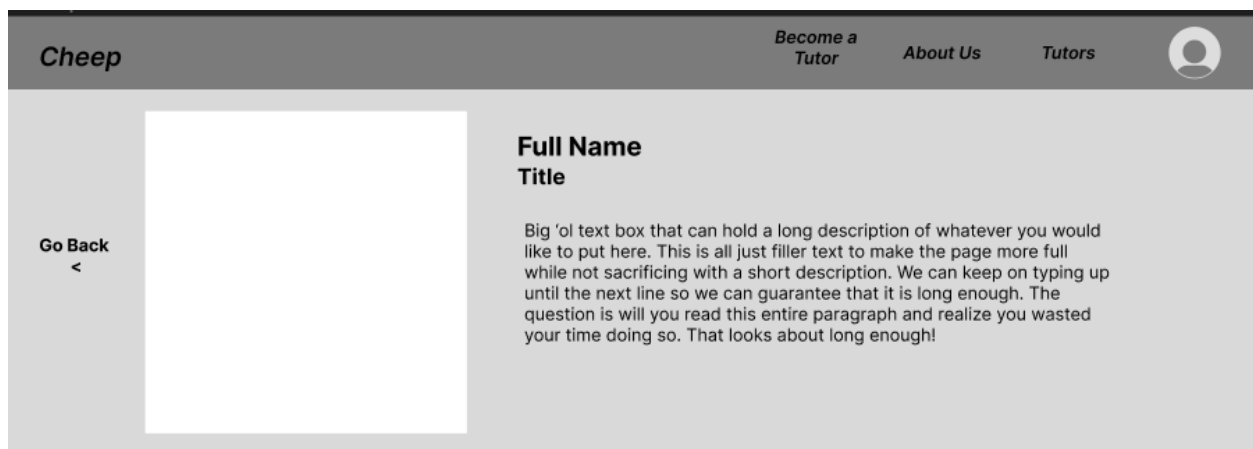 Cheep
Become a
Tutor
About Us
Tutors
Full Name
Title
Go Back
<
Big ‘ol text box that can hold a long description of whatever you would
like to put here. This is all just filler text to make the page more full
while not sacrificing with a short description. We can keep on typing up
until the next line so we can guarantee that it is long enough. The
question is will you read this entire paragraph and realize you wasted
your time doing so. That looks about long enough!